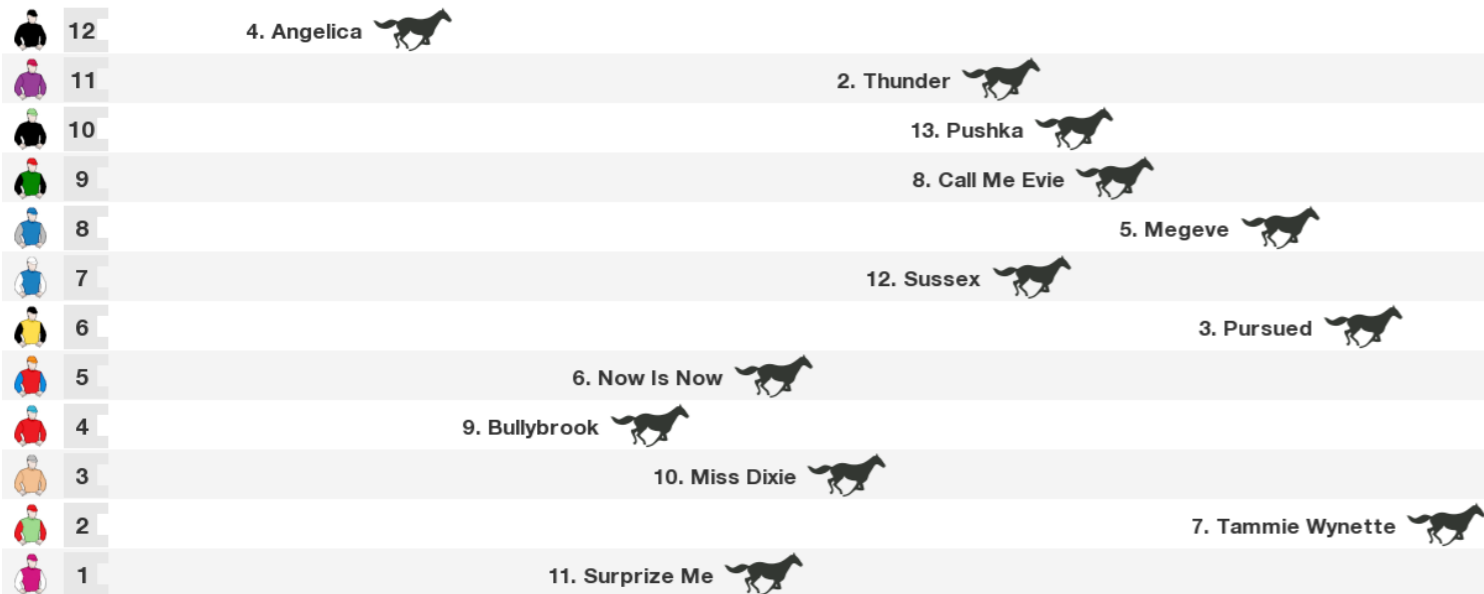 12 4. Angelica
11 2. Thunder
10 13. Pushka
9 8. Call Me Evie
8 5. Megeve
7 12. Sussex
6 3. Pursued
5 6. Now Is Now
4 9. Bullybrook
3 10. Miss Dixie
2 7. Tammie Wynette
1 11. Surprize Me